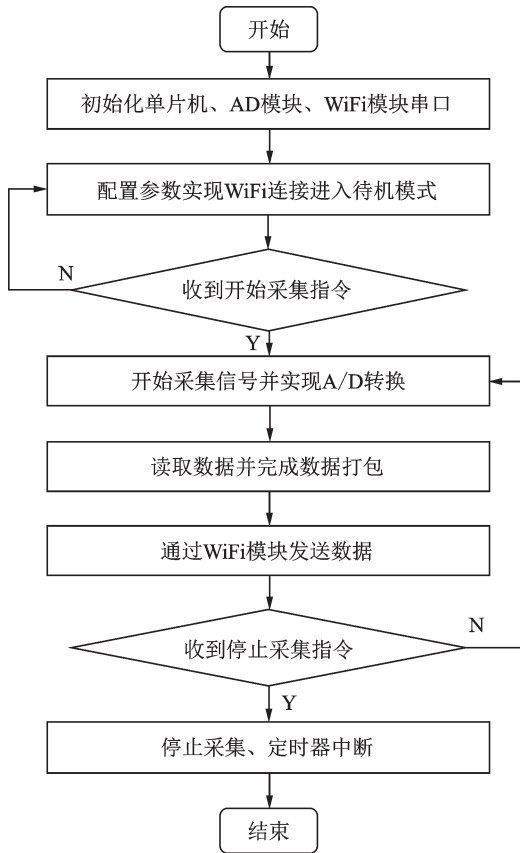 开始
初始化单片机、AD模块、WiFi模块串口
配置参数实现WiFi连接进入待机模式
N
收到开始采集指令
Y
开始采集信号并实现A/D转换
读取数据并完成数据打包
通过WiFi模块发送数据
N
收到停止采集指令
Y
停止采集、定时器中断
结束